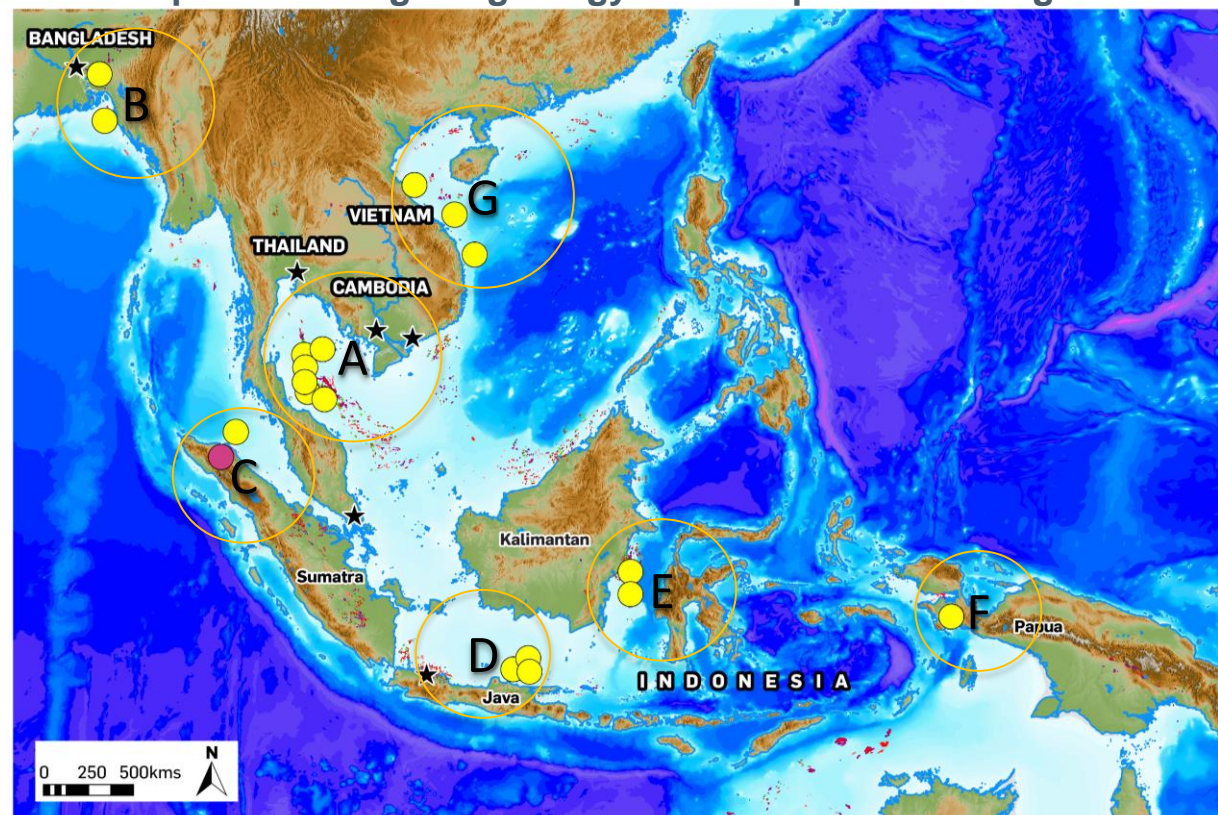 BANGLADESH
B
G
VIETNAM
THAILAND
CAMBODIA
A
C
Kalimantan
Sumatra
E
F
Papua
D
INDONESIA
Java
N
0 250 500kms